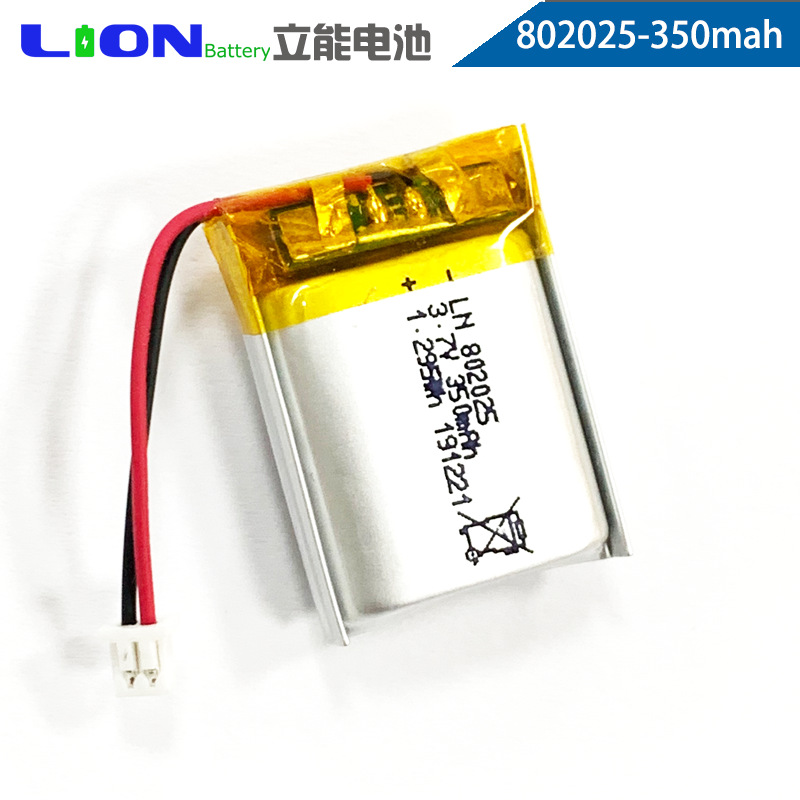 LION Battery 立能电池
802025-350mah
- +
LN 802025
3.7V 350mAh
1.295Wh 191221